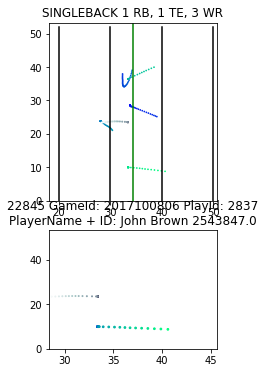 SINGLEBACK 1 RB, 1 TE, 3 WR
50
40
30
20
10
0
20 30 40 50
22845 GameId: 2017100806 PlayId: 2837
PlayerName + ID: John Brown 2543847.0
40
20
0
30 35 40 45